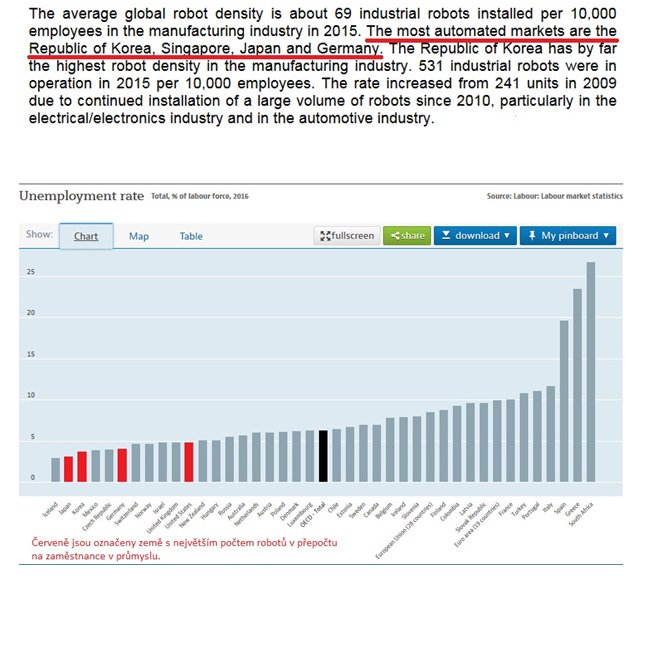 The average global robot density is about 69 industrial robots installed per 10,000
employees in the manufacturing industry in 2015. The most automated markets are the
Republic of Korea, Singapore, Japan and Germany. The Republic of Korea has by far
the highest robot density in the manufacturing industry. 531 industrial robots were in
operation in 2015 per 10,000 employees. The rate increased from 241 units in 2009
due to continued installation of a large volume of robots since 2010, particularly in the
electrical/electronics industry and in the automotive industry.
Unemployment rate Total, % of labour force, 2016
Source: Labour: Labour market statistics
Show: Chart Map Table
fullscreen share download My pinboard
25
20
15
10
5
0
Iceland
Japan
Korea
Mexico
Czech Republic
Germany
Switzerland
Norway
Israel
United Kingdom
United States
New Zealand
Hungary
Russia
Australia
Netherlands
Austria
Poland
Denmark
Luxembourg
OECD - Total
Chile
Estonia
Sweden
Canada
Belgium
Ireland
Slovenia
European Union (28 countries)
Finland
Colombia
Latvia
Slovak Republic
Euro area (19 countries)
France
Turkey
Portugal
Italy
Spain
Greece
South Africa
Červeně jsou označeny země s největším počtem robotů v přepočtu
na zaměstnance v průmyslu.